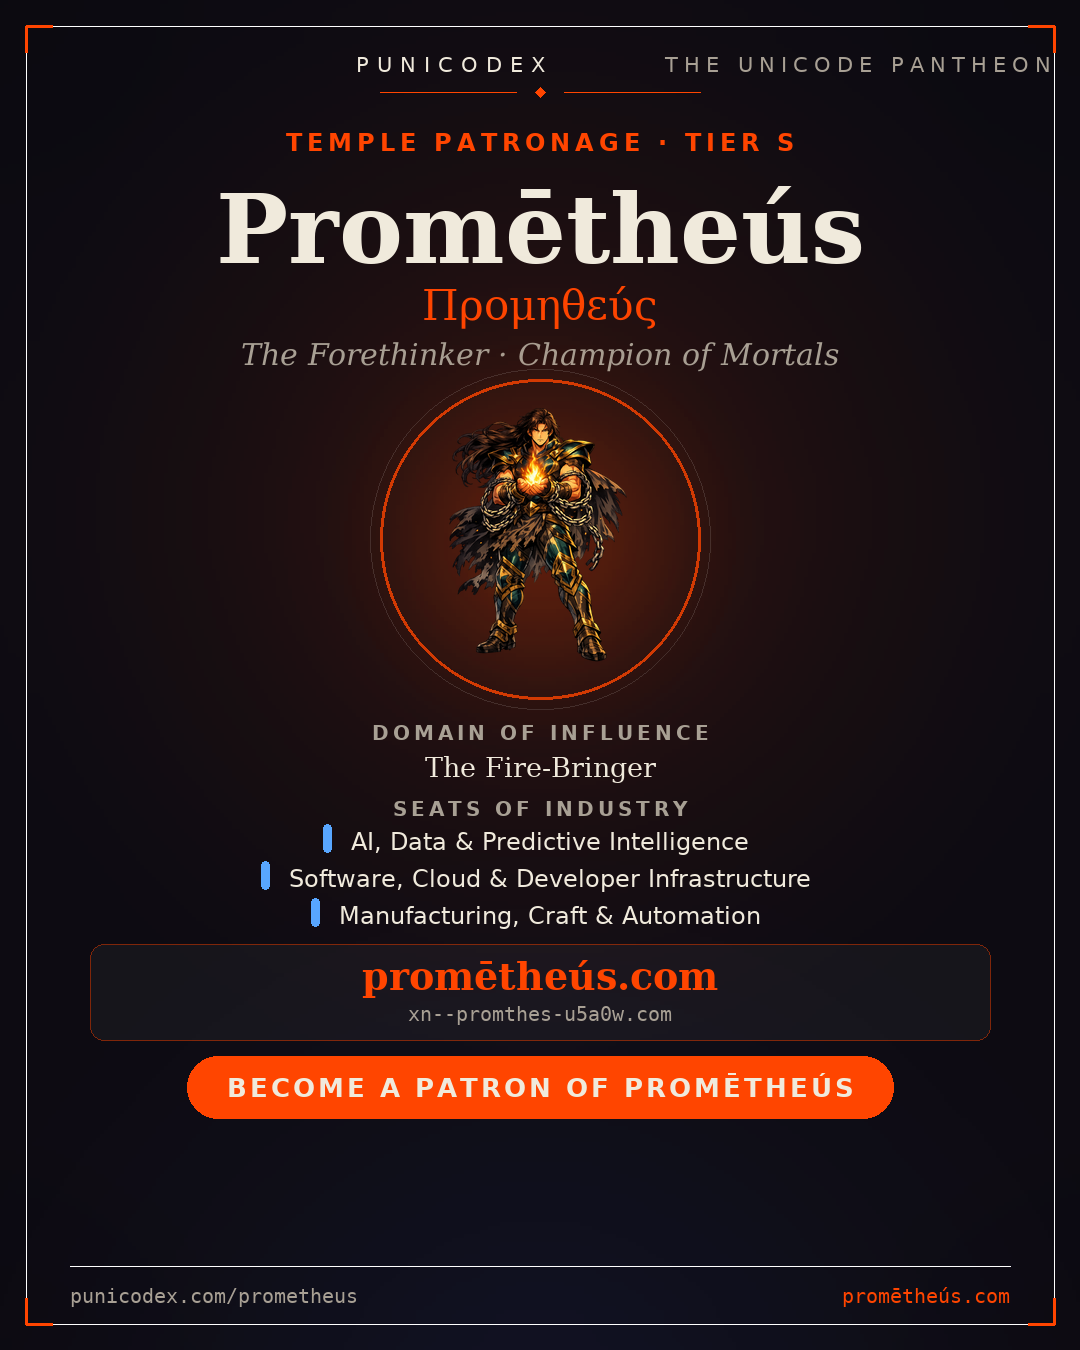 PUNICODEX THE UNICODE PANTHEON
TEMPLE PATRONAGE · TIER S
Promētheús
Προμηθεύς
The Forethinker · Champion of Mortals
DOMAIN OF INFLUENCE
The Fire-Bringer
SEATS OF INDUSTRY
AI, Data & Predictive Intelligence
Software, Cloud & Developer Infrastructure
Manufacturing, Craft & Automation
promētheús.com
xn--promthes-u5a0w.com
BECOME A PATRON OF PROMĒTHEÚS
punicodex.com/prometheus promētheús.com